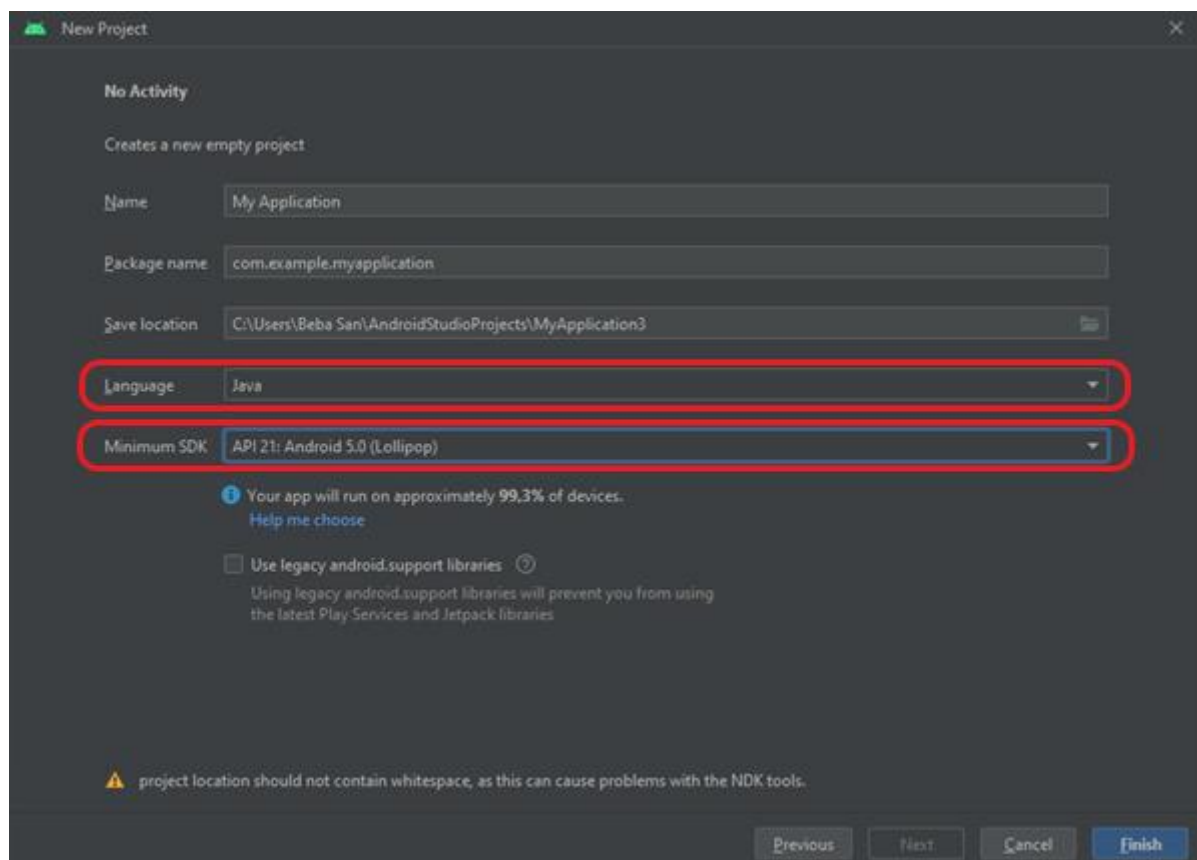 New Project
No Activity
Creates a new empty project
Name My Application
Package name com.example.myapplication
Save location C:\Users\Beba San\AndroidStudioProjects\MyApplication3
Language Java
Minimum SDK API 21: Android 5.0 (Lollipop)
Your app will run on approximately 99,3% of devices.
Help me choose
Use legacy android.support libraries ?
Using legacy android.support libraries will prevent you from using
the latest Play Services and Jetpack libraries
project location should not contain whitespace, as this can cause problems with the NDK tools.
Previous Next Cancel Finish